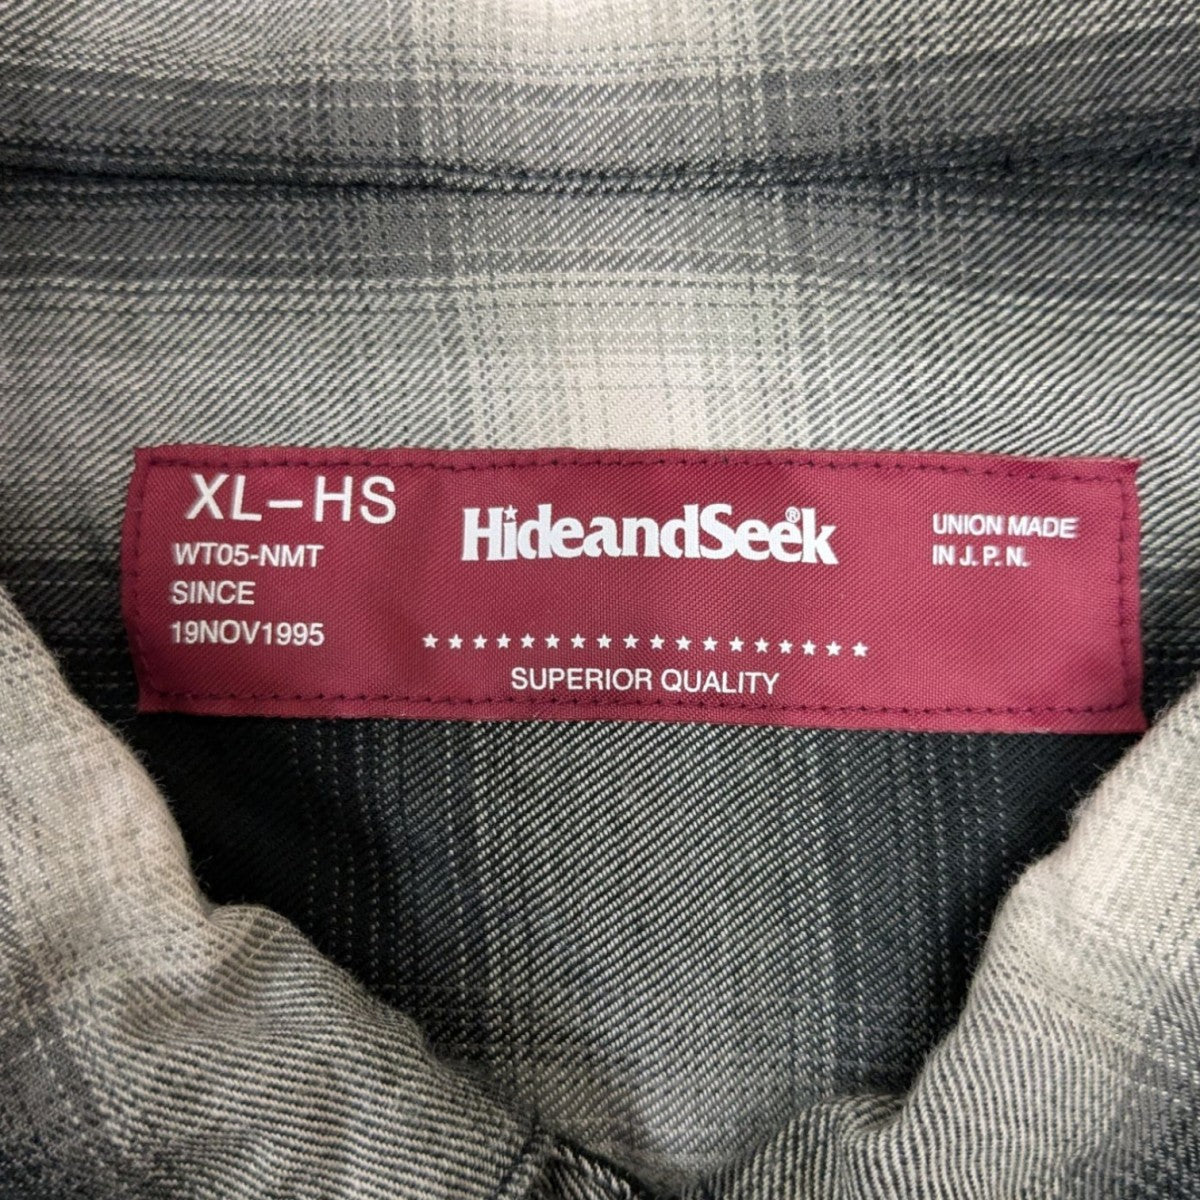 XL-HS
WT05-NMT
SINCE
19NOV1995
HideandSeek®
★★★★★★★★★★★★★★★★★★
SUPERIOR QUALITY
UNION MADE
IN J. P. N.